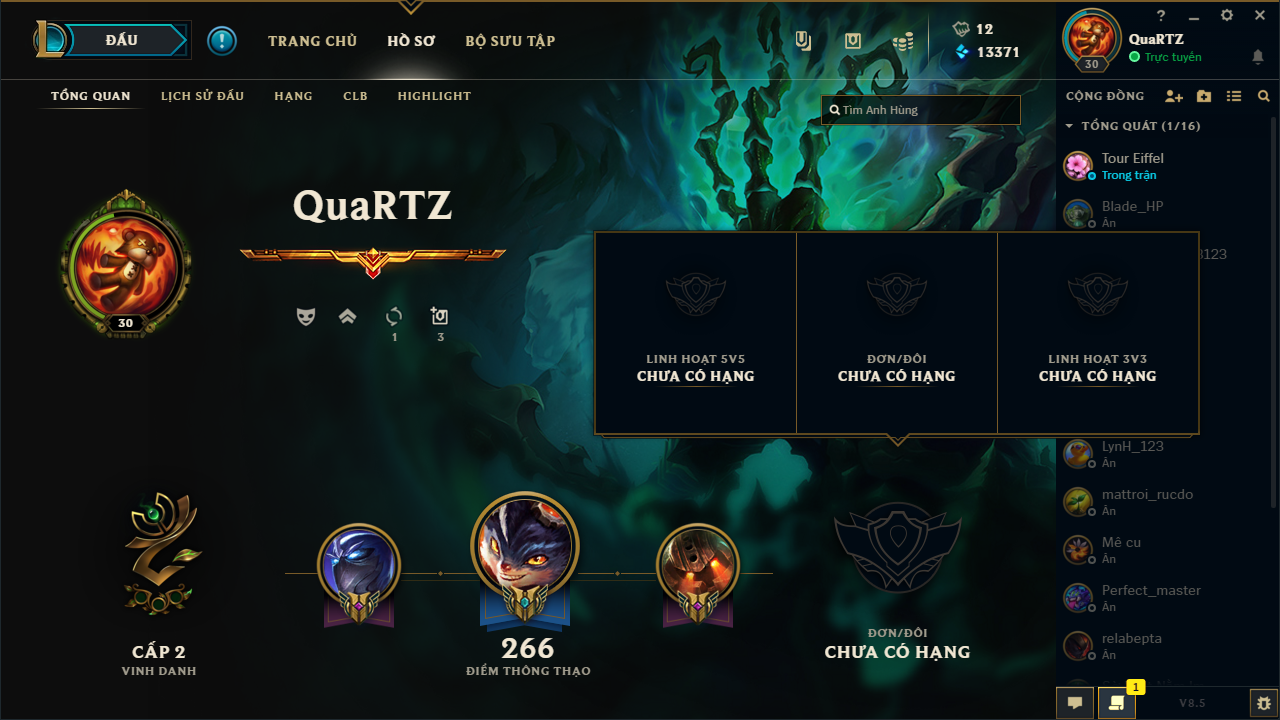 ĐẤU
TRANG CHỦ
HỒ SƠ
BỘ SƯU TẬP
12
13371
?
QuaRTZ
Trực tuyến
30
TỔNG QUAN
LỊCH SỬ ĐẤU
HẠNG
CLB
HIGHLIGHT
Tìm Anh Hùng
CỘNG ĐỒNG
TỔNG QUÁT (1/16)
Tour Eiffel
Trong trận
Blade_HP
Ẩn
123
QuaRTZ
30
1
3
LINH HOẠT 5V5
CHƯA CÓ HẠNG
ĐƠN/ĐÔI
CHƯA CÓ HẠNG
LINH HOẠT 3V3
CHƯA CÓ HẠNG
LynH_123
Ẩn
mattroi_rucdo
Ẩn
Mê cu
Ẩn
Perfect_master
Ẩn
relabepta
Ẩn
CẤP 2
VINH DANH
266
ĐIỂM THÔNG THẠO
ĐƠN/ĐÔI
CHƯA CÓ HẠNG
1
V8.5